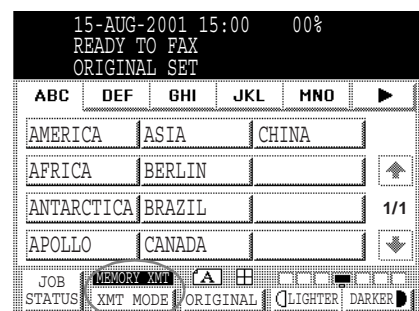 15-AUG-2001 15:00 00%
READY TO FAX
ORIGINAL SET
ABC DEF GHI JKL MNO
AMERICA ASIA CHINA
AFRICA BERLIN
ANTARCTICA BRAZIL 1/1
APOLLO CANADA
JOB MEMORY XMT A
STATUS XMT MODE ORIGINAL LIGHTER DARKER